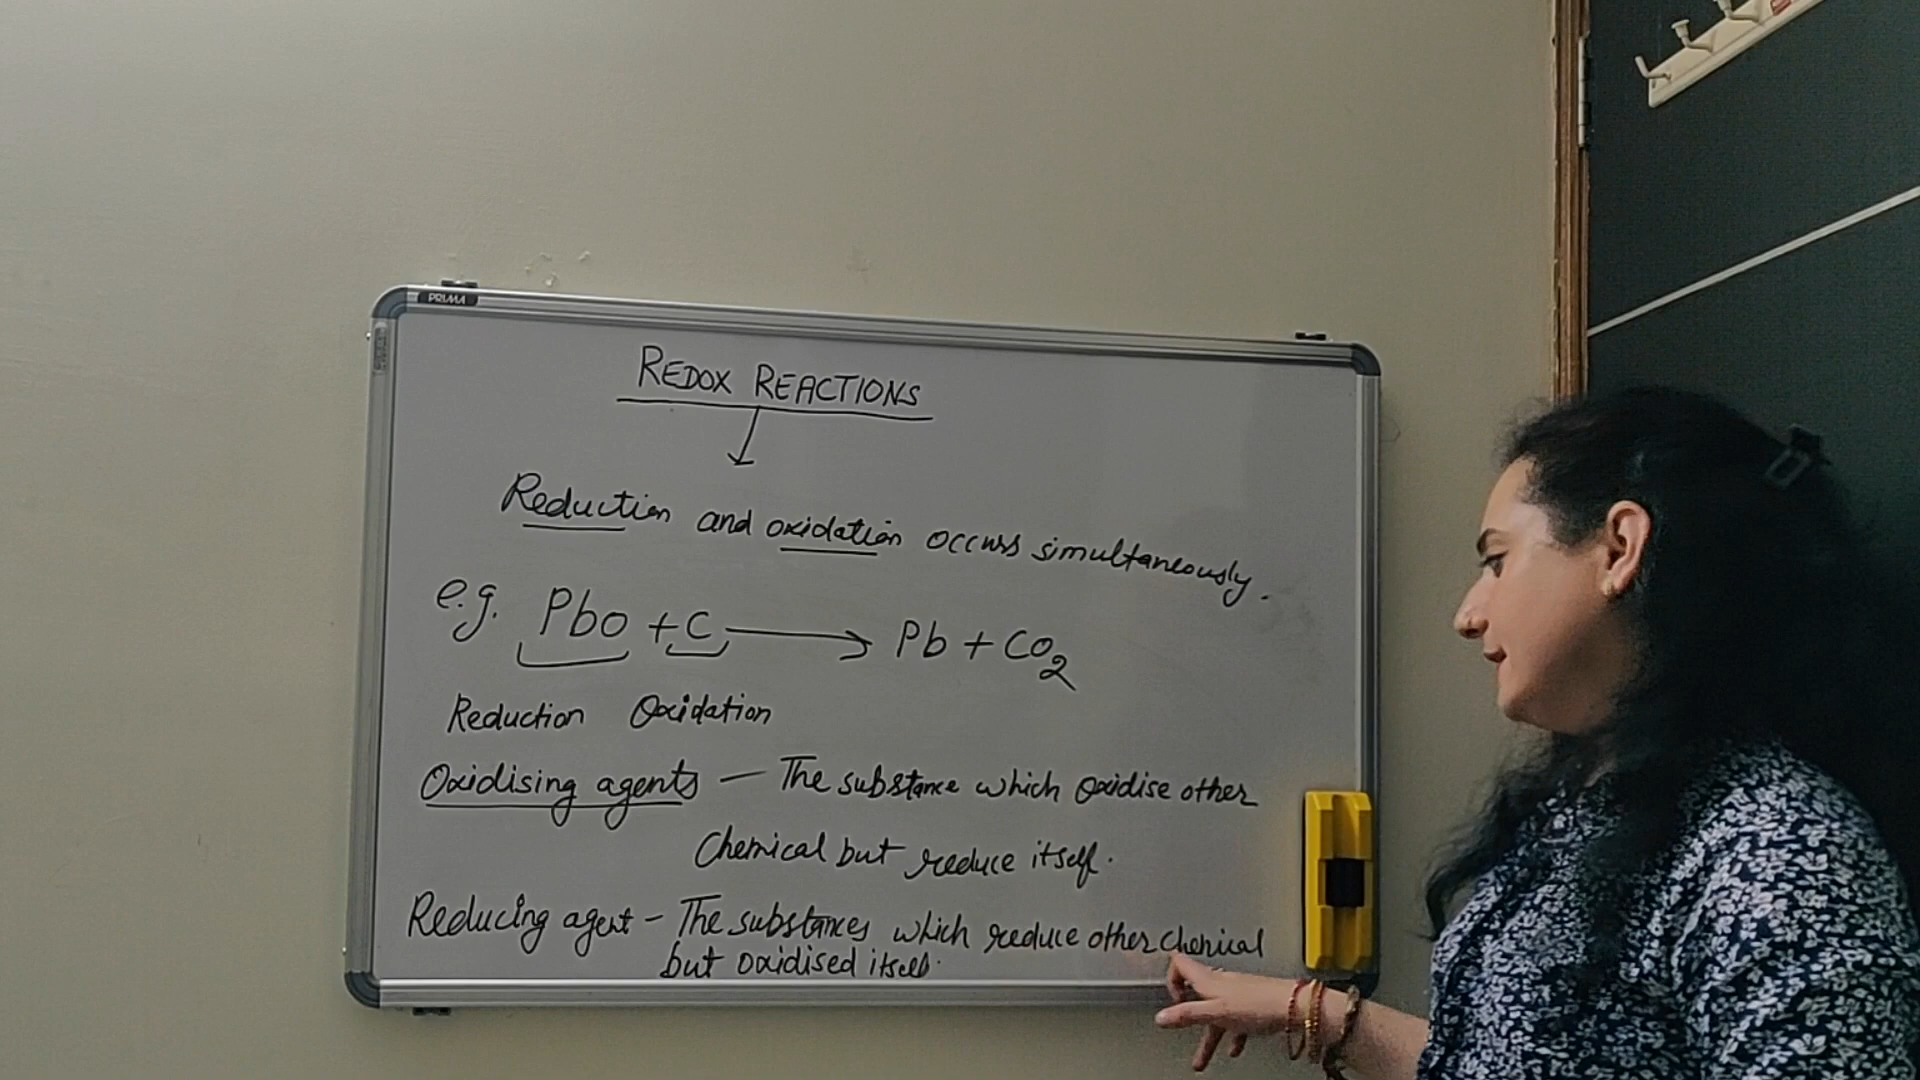 PRIMA
REDOX REACTIONS
Reduction and oxidation occurs simultaneously.
e.g. Pbo + C → Pb + CO2
Reduction Oxidation
Oxidising agents — The substance which oxidise other
Chemical but reduce itself.
Reducing agent - The substances which reduce other chemical
but oxidised itself.